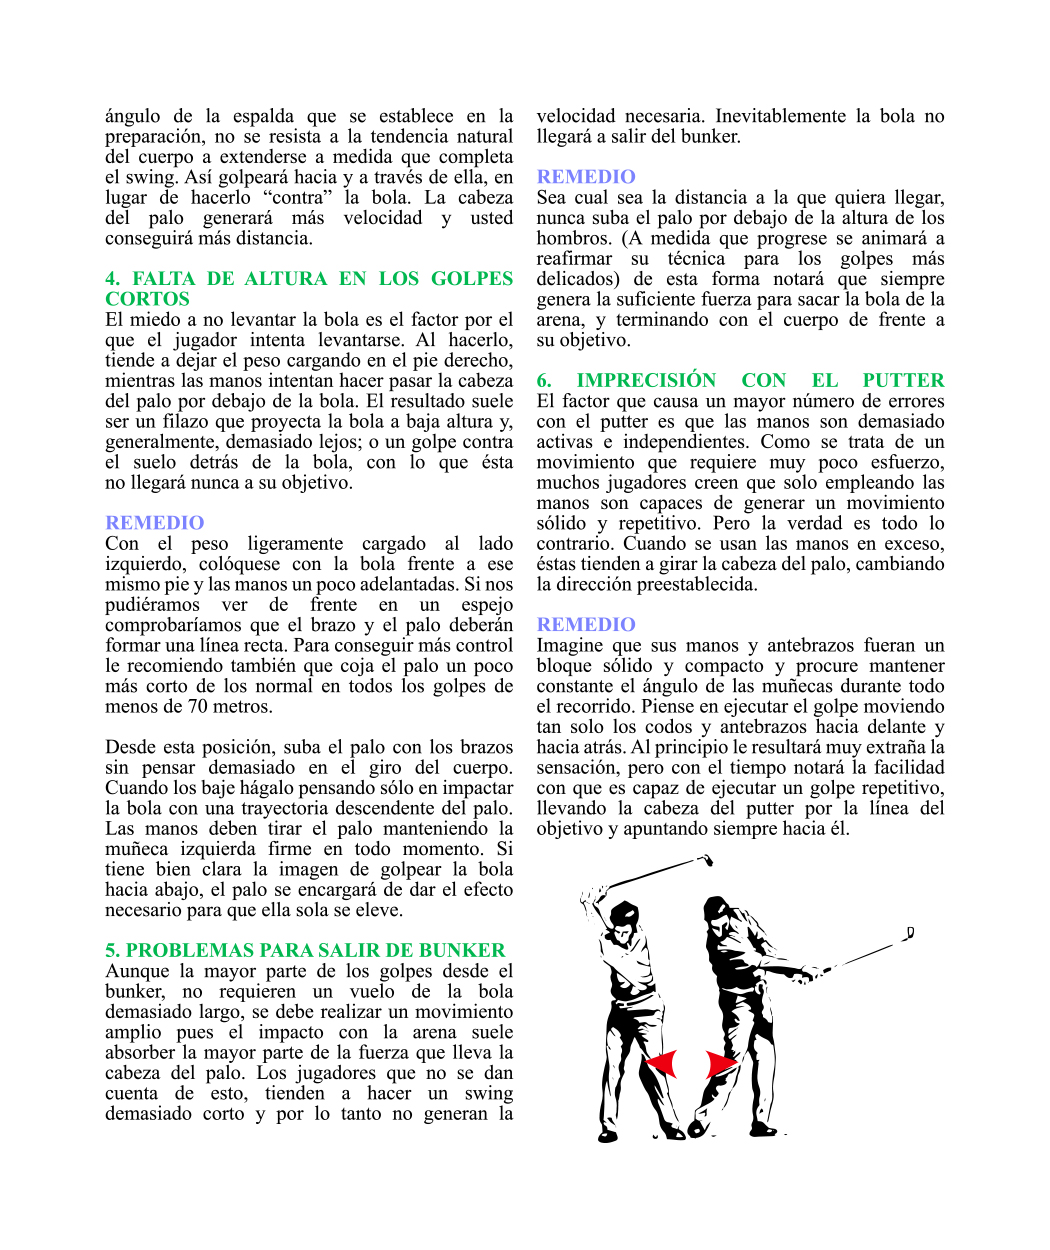 ángulo de la espalda que se establece en la
preparación, no se resista a la tendencia natural
del cuerpo a extenderse a medida que completa
el swing. Así golpeará hacia y a través de ella, en
lugar de hacerlo “contra” la bola. La cabeza
del palo generará más velocidad y usted
conseguirá más distancia.
4. FALTA DE ALTURA EN LOS GOLPES
CORTOS
El miedo a no levantar la bola es el factor por el
que el jugador intenta levantarse. Al hacerlo,
tiende a dejar el peso cargando en el pie derecho,
mientras las manos intentan hacer pasar la cabeza
del palo por debajo de la bola. El resultado suele
ser un filazo que proyecta la bola a baja altura y,
generalmente, demasiado lejos; o un golpe contra
el suelo detrás de la bola, con lo que ésta
no llegará nunca a su objetivo.
REMEDIO
Con el peso ligeramente cargado al lado
izquierdo, colóquese con la bola frente a ese
mismo pie y las manos un poco adelantadas. Si nos
pudiéramos ver de frente en un espejo
comprobaríamos que el brazo y el palo deberán
formar una línea recta. Para conseguir más control
le recomiendo también que coja el palo un poco
más corto de los normal en todos los golpes de
menos de 70 metros.
Desde esta posición, suba el palo con los brazos
sin pensar demasiado en el giro del cuerpo.
Cuando los baje hágalo pensando sólo en impactar
la bola con una trayectoria descendente del palo.
Las manos deben tirar el palo manteniendo la
muñeca izquierda firme en todo momento. Si
tiene bien clara la imagen de golpear la bola
hacia abajo, el palo se encargará de dar el efecto
necesario para que ella sola se eleve.
5. PROBLEMAS PARA SALIR DE BUNKER
Aunque la mayor parte de los golpes desde el
bunker, no requieren un vuelo de la bola
demasiado largo, se debe realizar un movimiento
amplio pues el impacto con la arena suele
absorber la mayor parte de la fuerza que lleva la
cabeza del palo. Los jugadores que no se dan
cuenta de esto, tienden a hacer un swing
demasiado corto y por lo tanto no generan la
velocidad necesaria. Inevitablemente la bola no
llegará a salir del bunker.
REMEDIO
Sea cual sea la distancia a la que quiera llegar,
nunca suba el palo por debajo de la altura de los
hombros. (A medida que progrese se animará a
reafirmar su técnica para los golpes más
delicados) de esta forma notará que siempre
genera la suficiente fuerza para sacar la bola de la
arena, y terminando con el cuerpo de frente a
su objetivo.
6. IMPRECISIÓN CON EL PUTTER
El factor que causa un mayor número de errores
con el putter es que las manos son demasiado
activas e independientes. Como se trata de un
movimiento que requiere muy poco esfuerzo,
muchos jugadores creen que solo empleando las
manos son capaces de generar un movimiento
sólido y repetitivo. Pero la verdad es todo lo
contrario. Cuando se usan las manos en exceso,
éstas tienden a girar la cabeza del palo, cambiando
la dirección preestablecida.
REMEDIO
Imagine que sus manos y antebrazos fueran un
bloque sólido y compacto y procure mantener
constante el ángulo de las muñecas durante todo
el recorrido. Piense en ejecutar el golpe moviendo
tan solo los codos y antebrazos hacia delante y
hacia atrás. Al principio le resultará muy extraña la
sensación, pero con el tiempo notará la facilidad
con que es capaz de ejecutar un golpe repetitivo,
llevando la cabeza del putter por la línea del
objetivo y apuntando siempre hacia él.